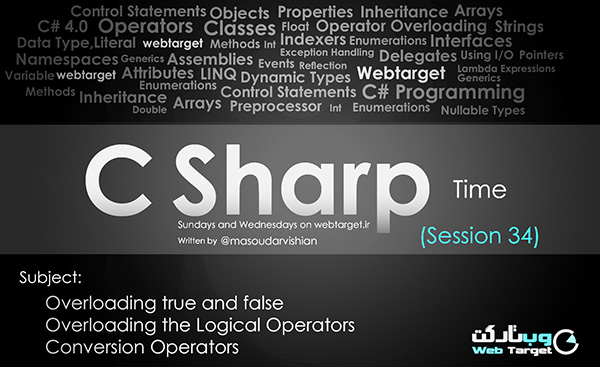 Control Statements Objects Properties Inheritance Arrays
C# 4.0 Operators Classes Float Operator Overloading Strings
Data Type,Literal webtarget Methods Int Indexers Enumerations Interfaces
Namespaces Generics Assemblies Events Exception Handling Reflection Delegates Using I/O Pointers
Variable webtarget Attributes LINQ Dynamic Types Webtarget Lambda Expressions Generics
Methods Inheritance Enumerations Control Statements C# Programming
Double Arrays Preprocessor Int Enumerations Nullable Types
C Sharp Time
Sundays and Wednesdays on webtarget.ir
Written by @masoudarvishian
(Session 34)
Subject:
Overloading true and false
Overloading the Logical Operators
Conversion Operators
وب تارگت
Web Target